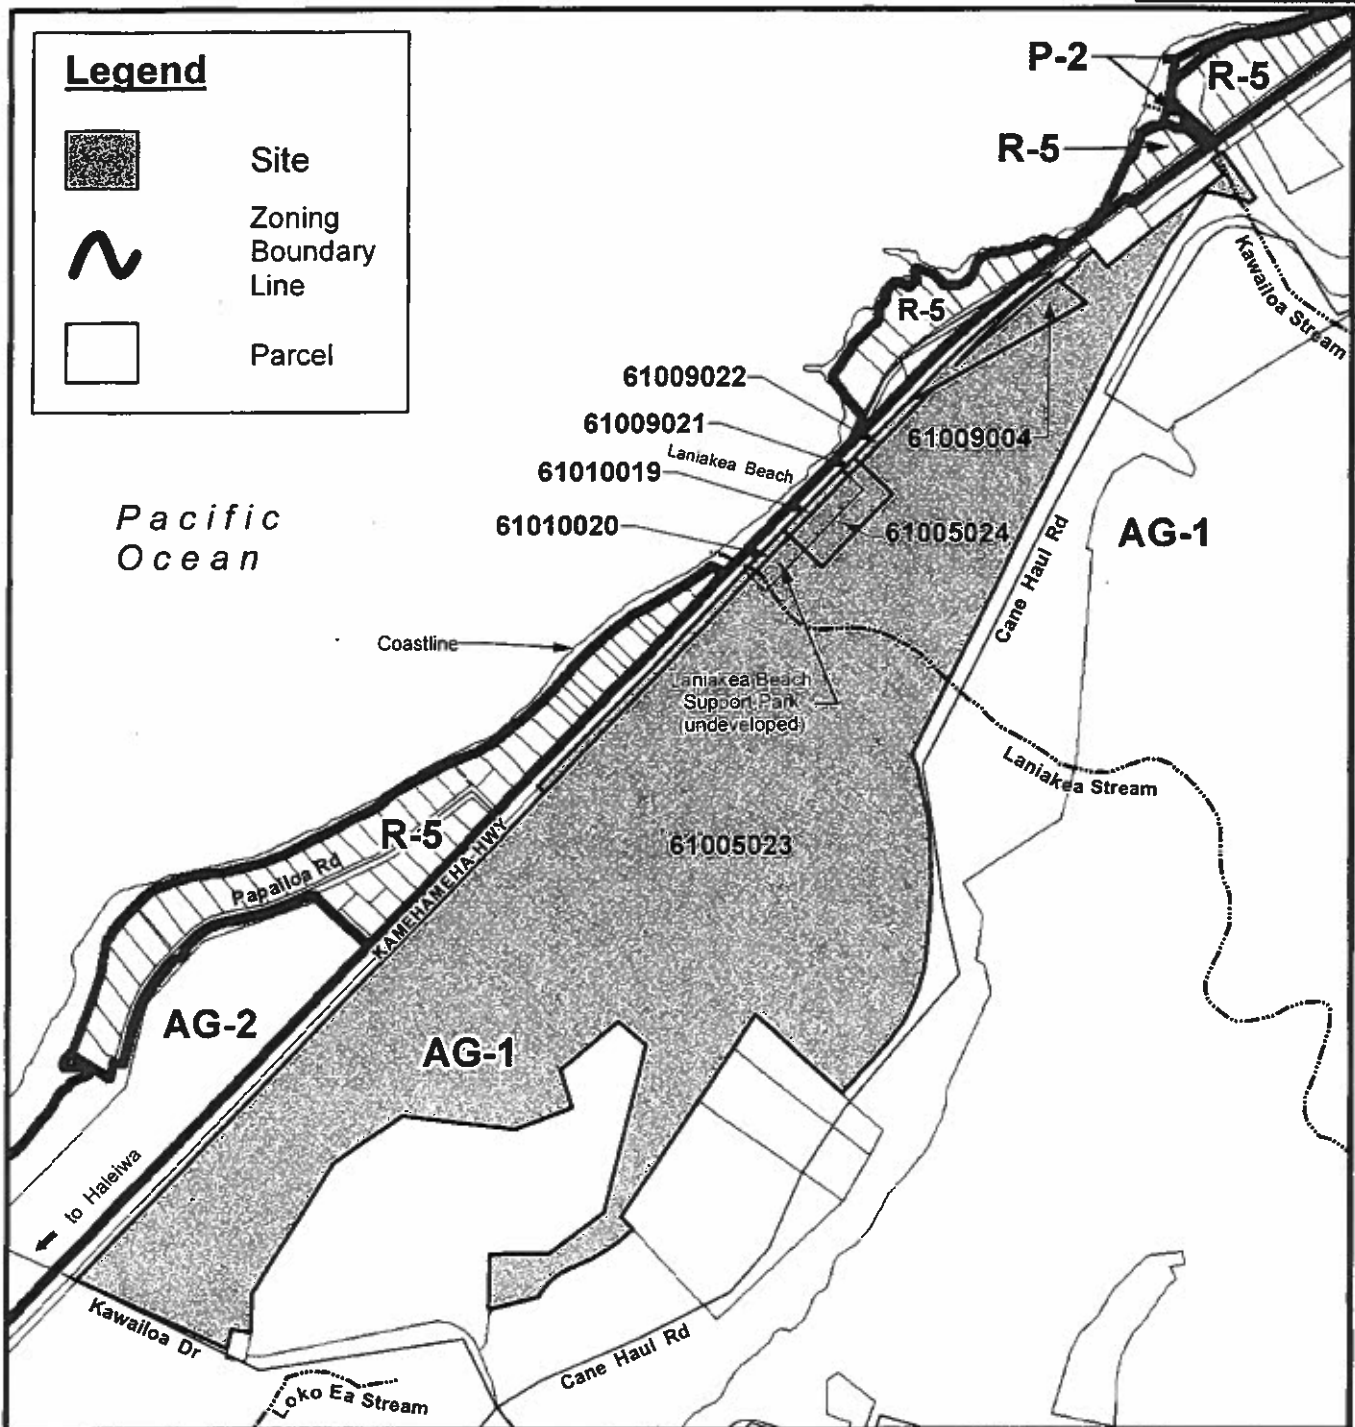 Legend
Site
Zoning
Boundary
Line
Parcel
P-2
R-5
R-5
Kawailoa Stream
R-5
61009022
61009021
61009004
Laniakea Beach
61010019
61010020
61005024
AG-1
Pacific
Ocean
Cane Haul Rd
Coastline
Laniakea Beach
Support Park
(undeveloped)
Laniakea Stream
R-5
61005023
Papailoa Rd
KAMEHAMEHA HWY
AG-2
AG-1
to Haleiwa
Kawailoa Dr
Cane Haul Rd
Loko Ea Stream